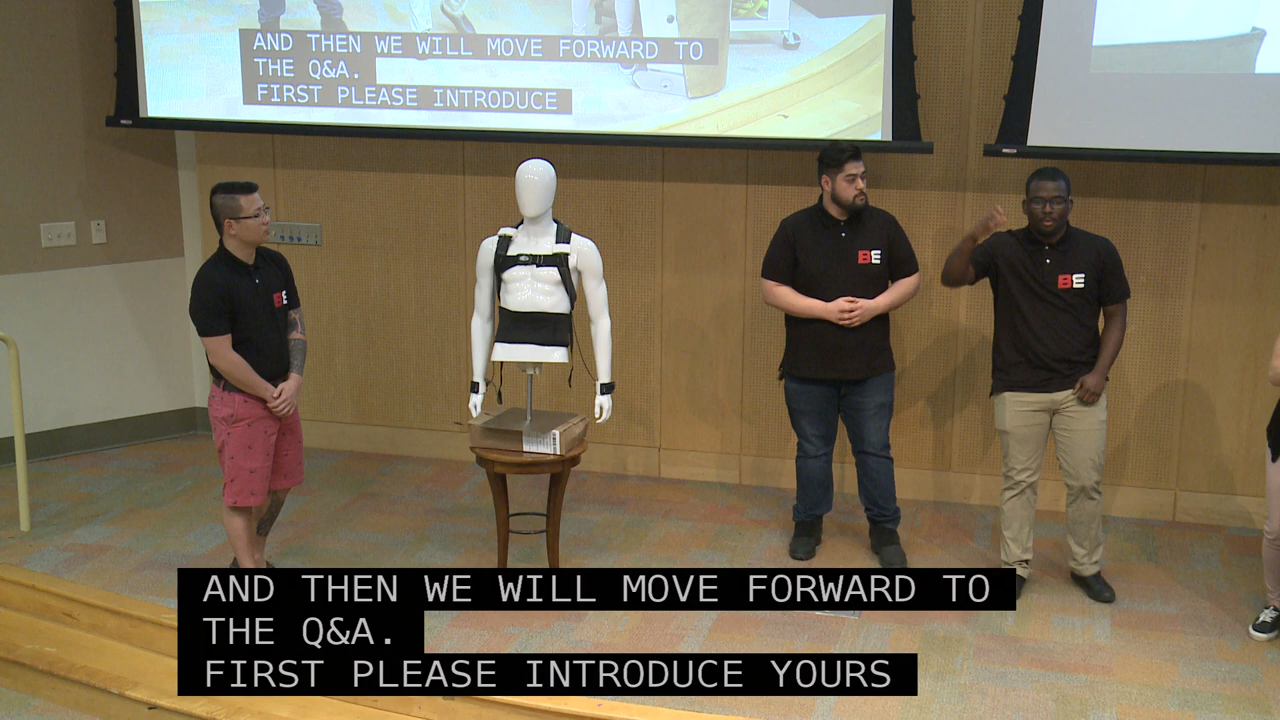 AND THEN WE WILL MOVE FORWARD TO
THE Q&A.
FIRST PLEASE INTRODUCE
BE
BE
BE
AND THEN WE WILL MOVE FORWARD TO
THE Q&A.
FIRST PLEASE INTRODUCE YOURS